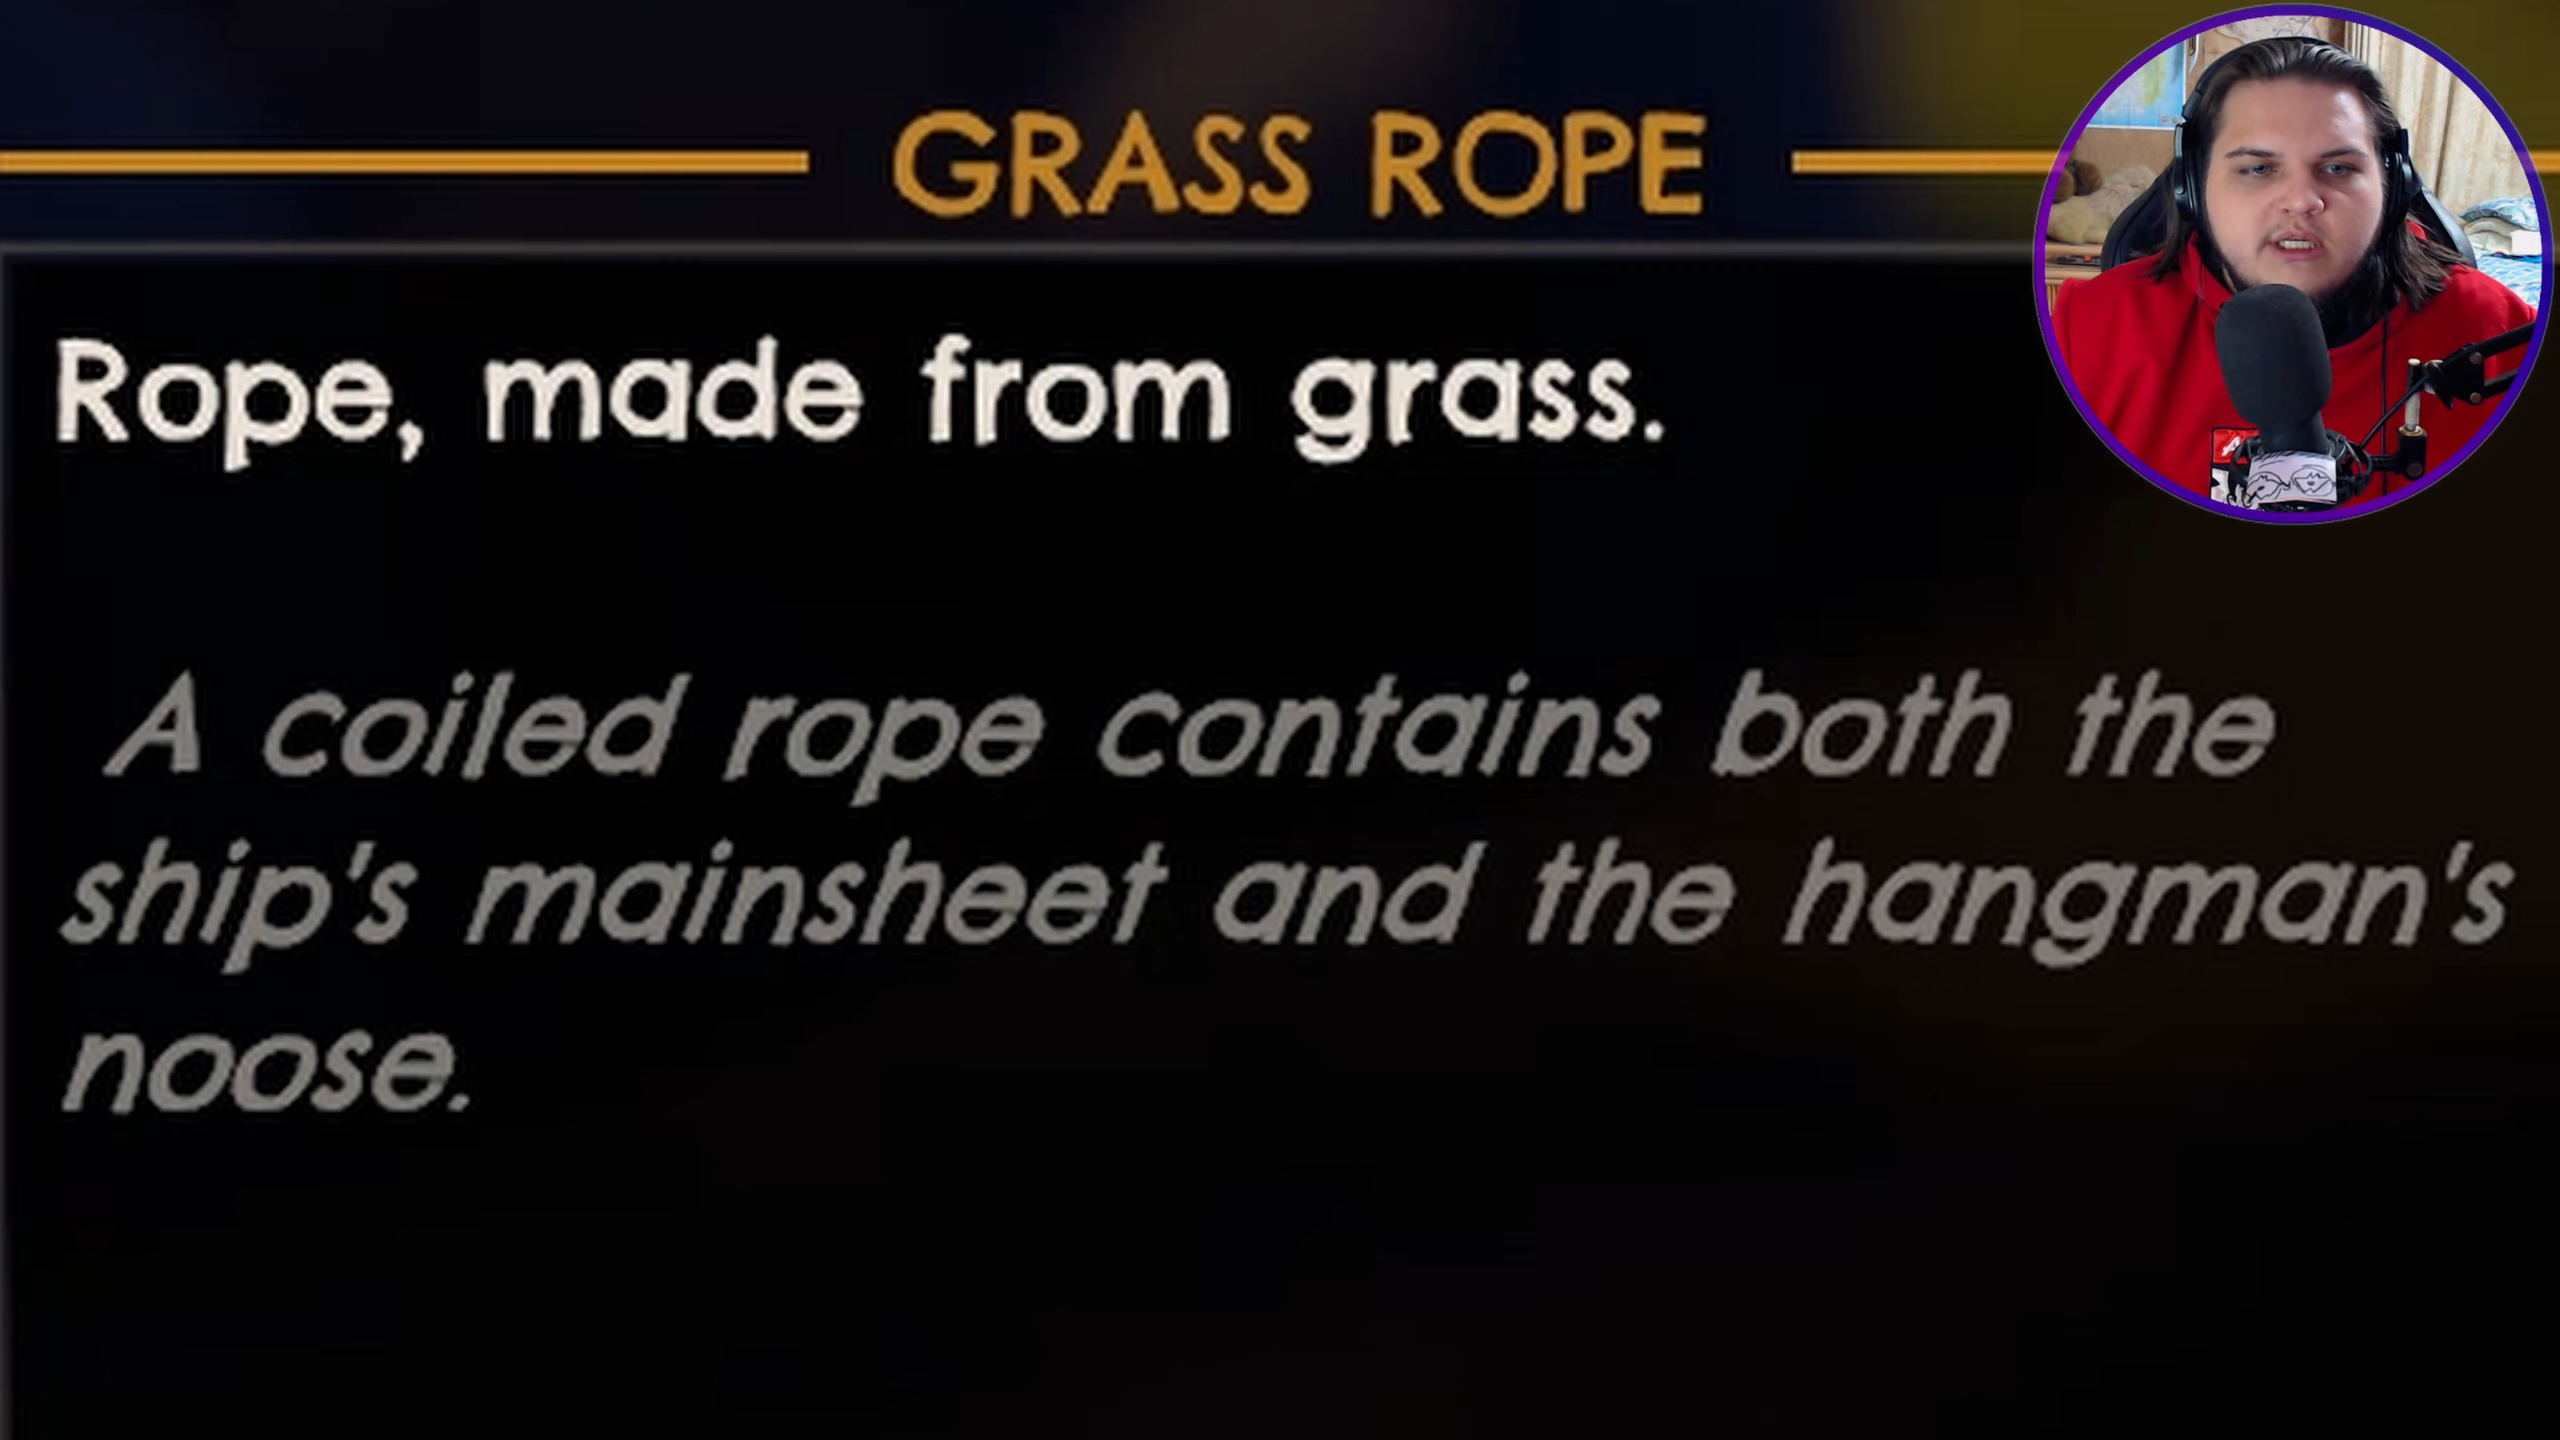 GRASS ROPE
Rope, made from grass.
A coiled rope contains both the
ship's mainsheet and the hangman's
noose.